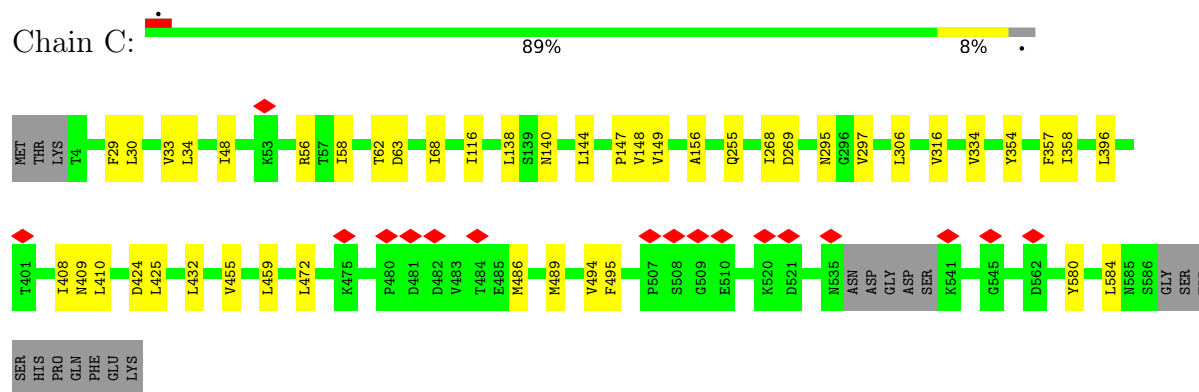 Chain C:
• 89% 8% •
MET THR LYS T4 F29 L30 V33 L34 I48 K53 R56 T57 I58 T62 D63 I68 I116 L138 S139 N140 L144 P147 V148 V149 A156 Q255 I268 D269 N295 G296 V297 L306 V316 V334 Y354 F357 I358 L396
T401 I408 N409 L410 D424 L425 L432 V455 L459 L472 K475 P480 D481 D482 V483 T484 E485 M486 M489 V494 F495 P507 S508 G509 E510 K520 D521 N535 ASN ASP GLY ASP SER K541 G545 D562 Y580 L584 N585 S586 GLY SER
SER HIS PRO GLN PHE GLU LYS